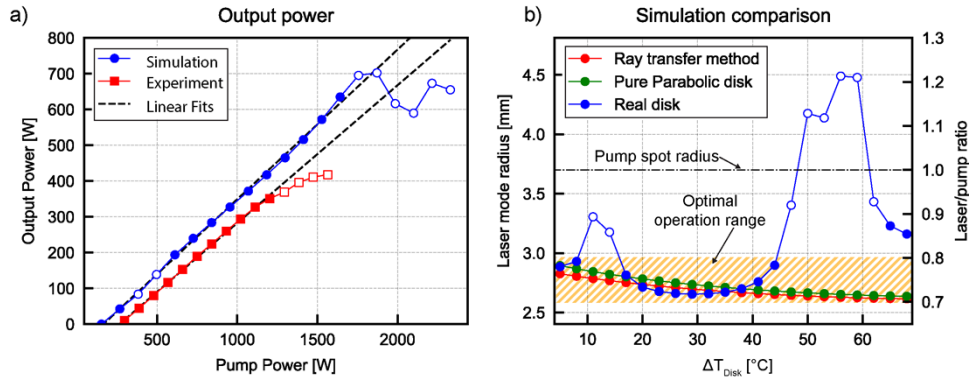 a)
Output power
800
700
600
500
400
300
200
100
0
Output Power [W]
Simulation
Experiment
Linear Fits
500
1000
1500
2000
Pump Power [W]
b)
Simulation comparison
4.5
4.0
3.5
3.0
2.5
Laser mode radius [mm]
Ray transfer method
Pure Parabolic disk
Real disk
Pump spot radius
Optimal
operation range
1.3
1.2
1.1
1.0
0.9
0.8
0.7
Laser/pump ratio
10
20
30
40
50
60
ΔT_Disk [°C]